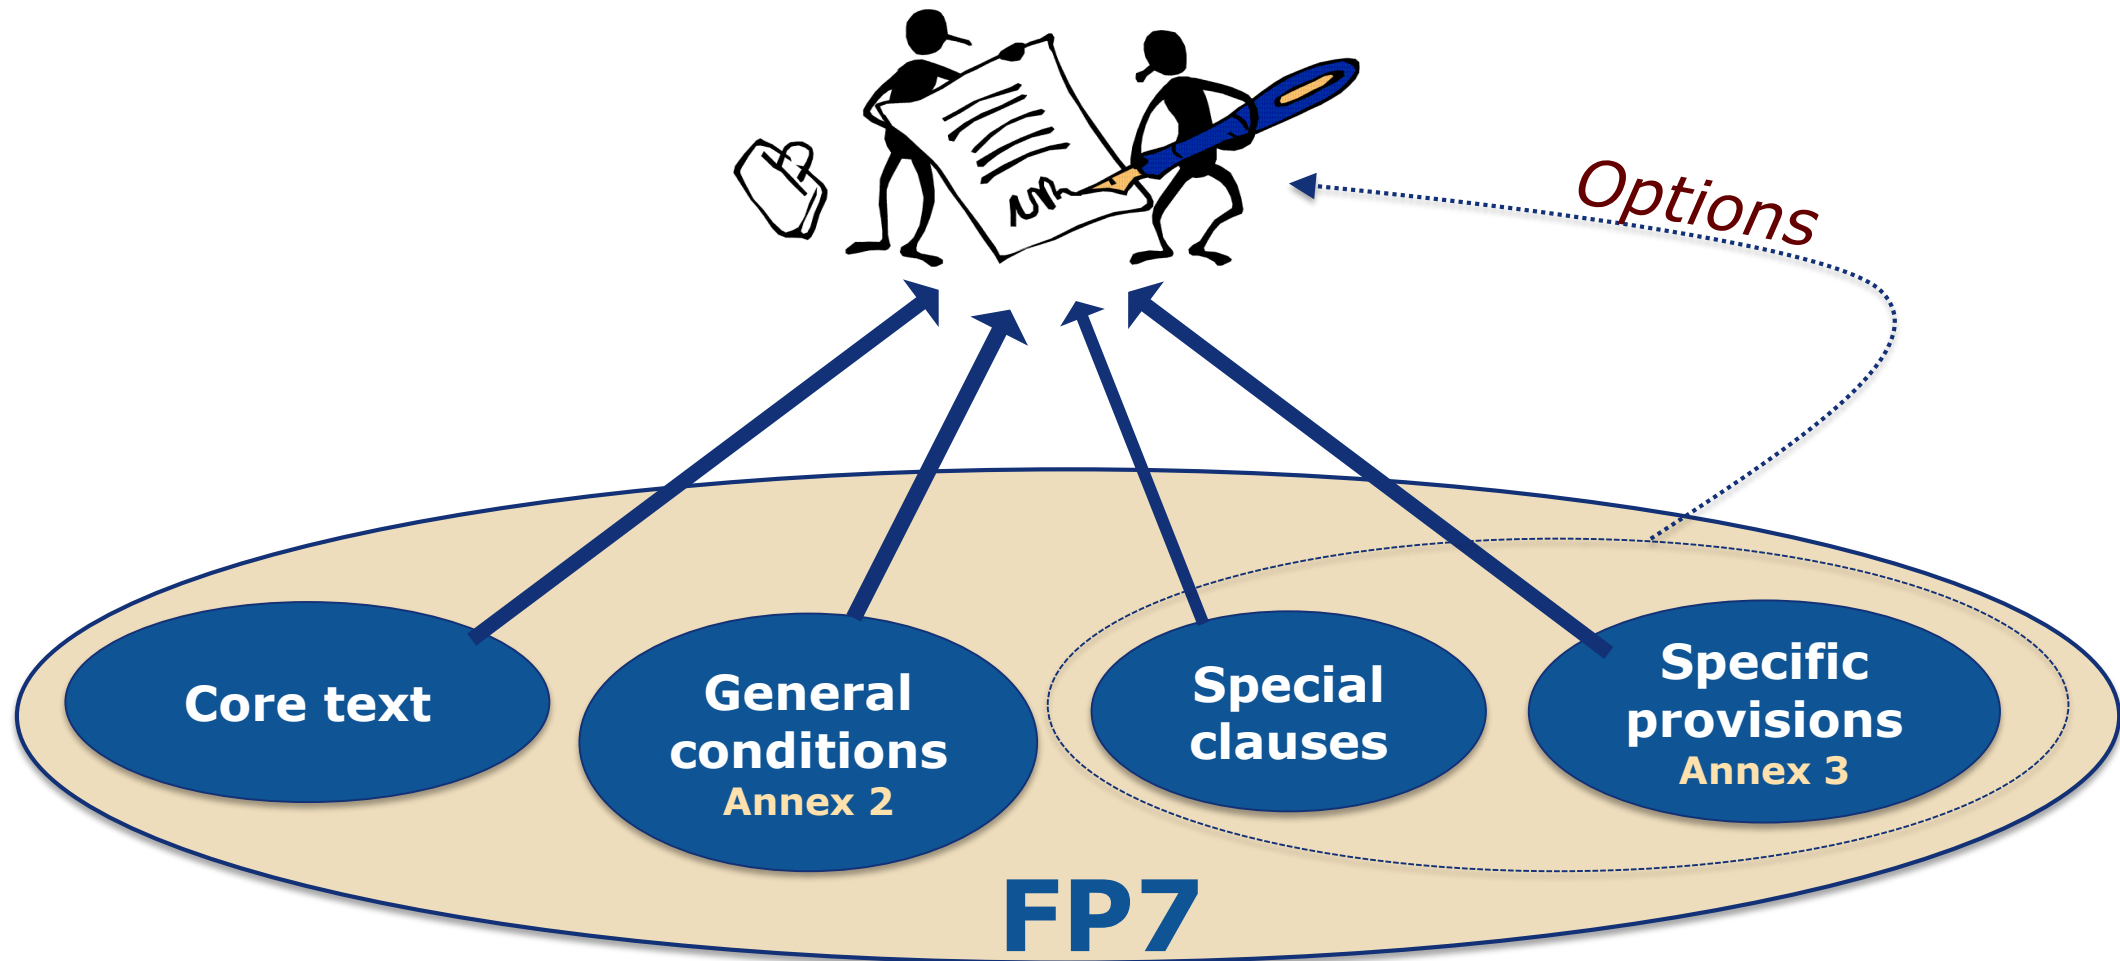 Options
Core text
General
conditions
Annex 2
Special
clauses
Specific
provisions
Annex 3
FP7